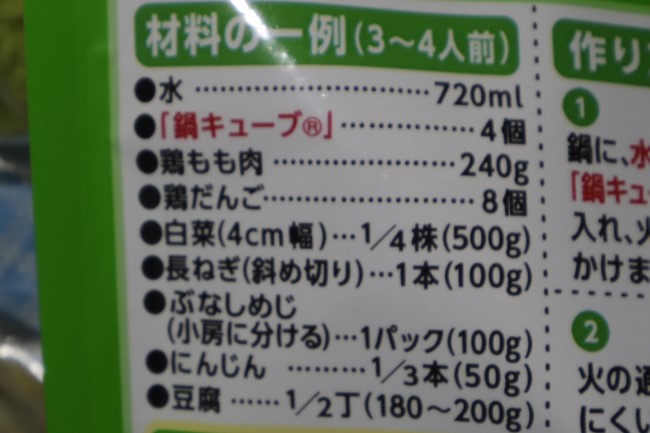 材料の一例(3〜4人前)
●水 …………………………720ml
●「鍋キューブ®」……………4個
●鶏もも肉 …………………240g
●鶏だんご……………………8個
●白菜(4cm幅)…1/4株(500g)
●長ねぎ(斜め切り)…1本(100g)
●ぶなしめじ
(小房に分ける)…1パック(100g)
●にんじん ………1/3本(50g)
●豆腐 ……1/2丁(180〜200g)
作り
1
鍋に、水
「鍋キュー
入れ、火
かけま
2
火の通
にくい